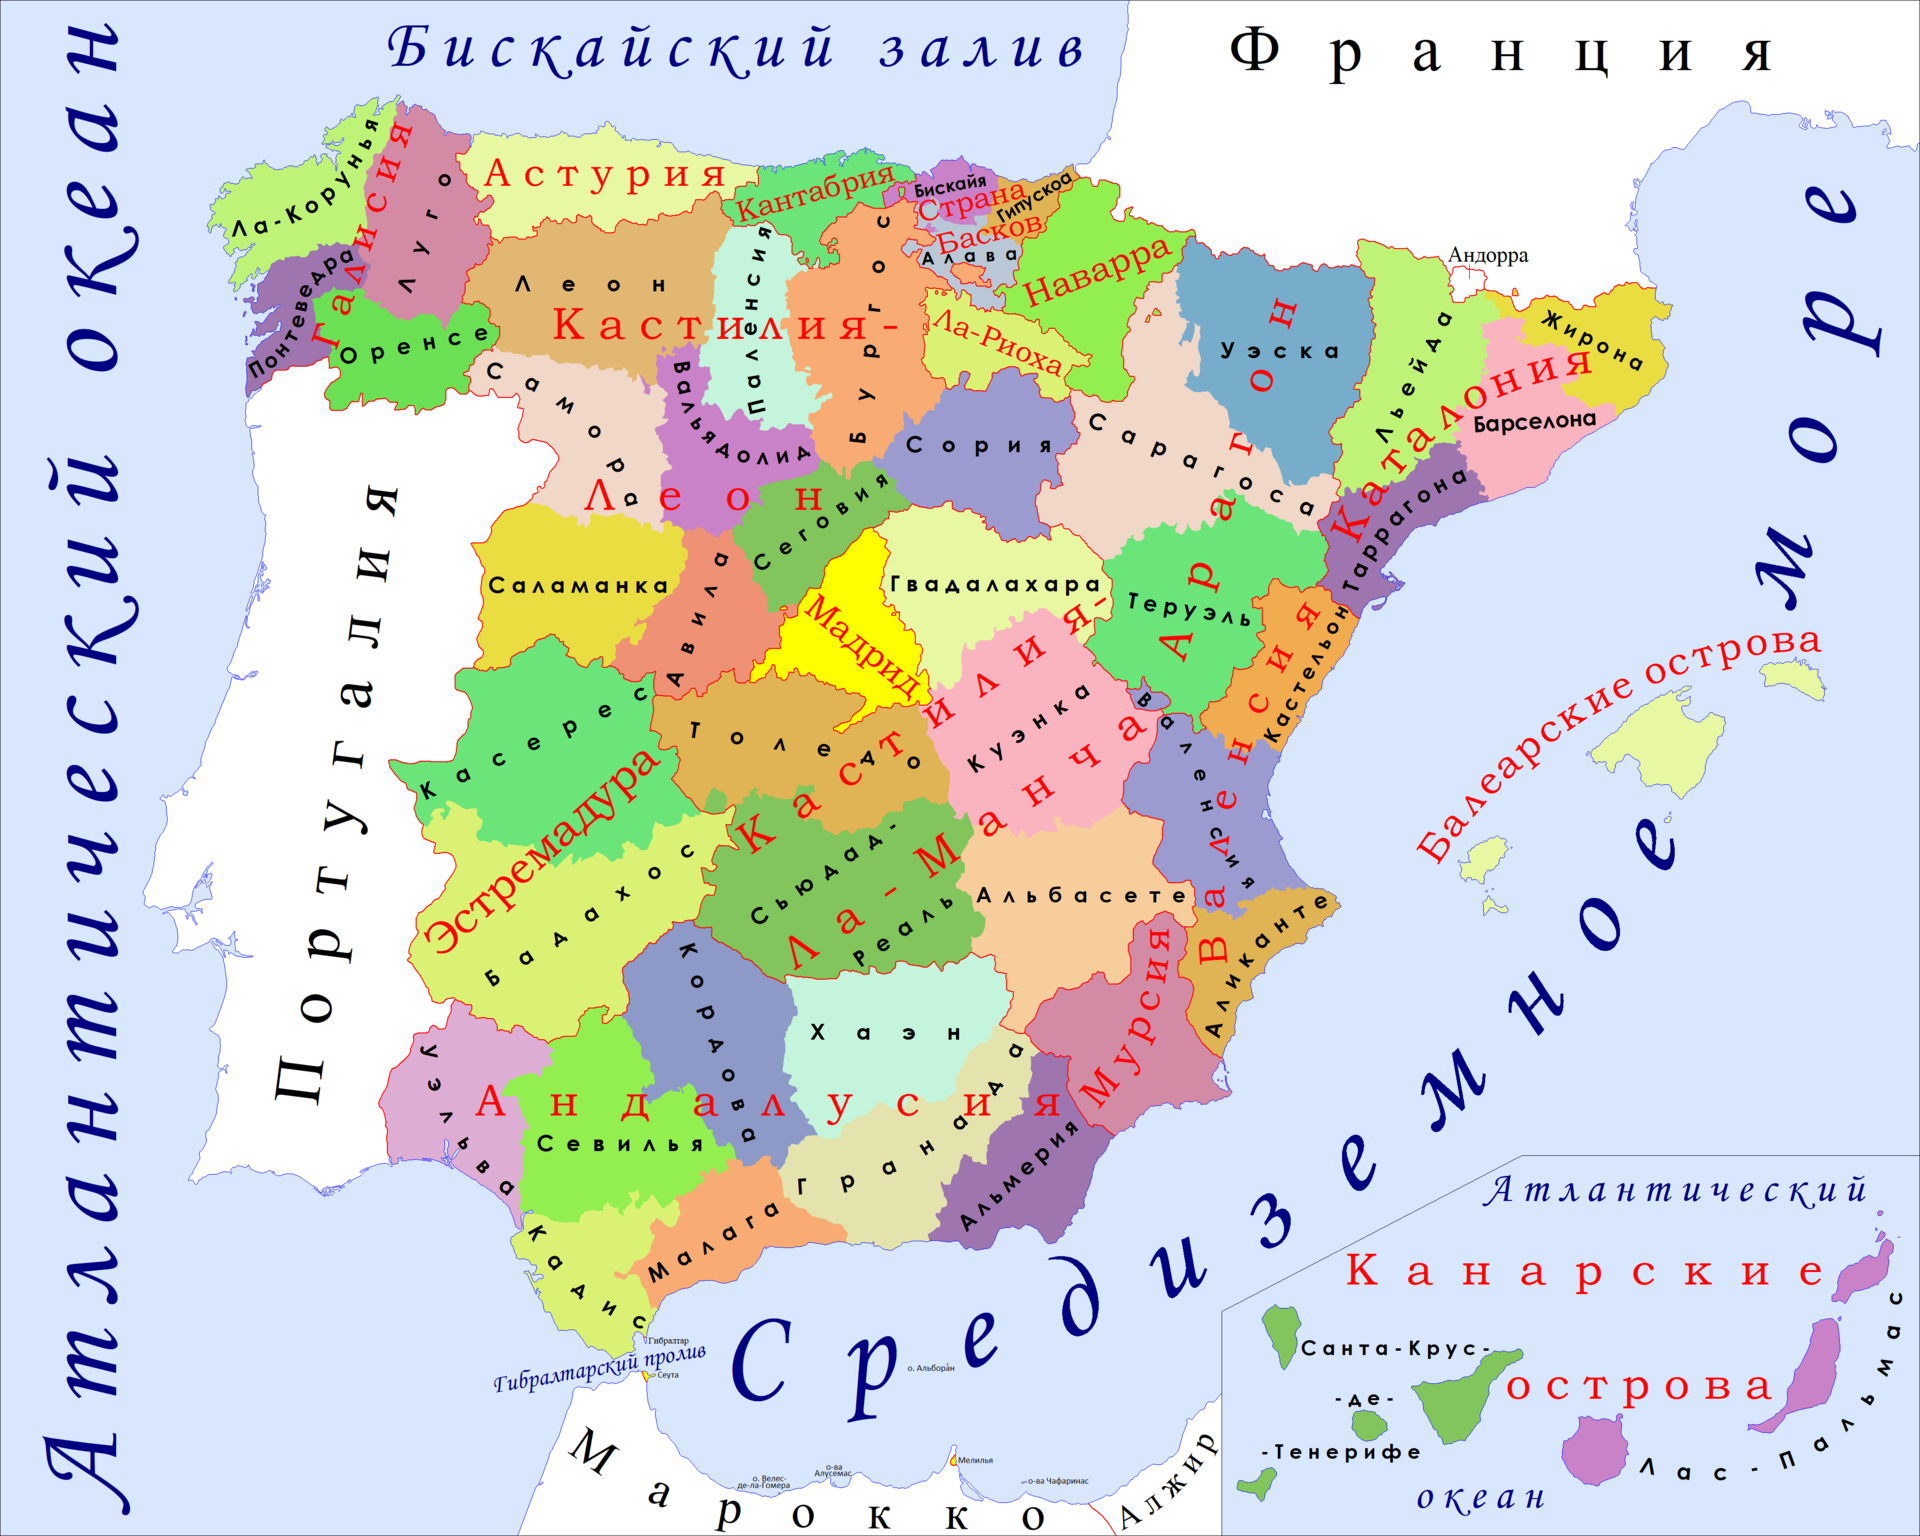 Атлантический океан
Бискайский залив
Франция
Португалия
Андорра
Средиземное море
Галисия
Ла-Корунья
Луго
Понтеведра
Оренсе
Астурия
Кантабрия
Страна
Басков
Бискайя
Гипускоа
Алава
Наварра
Ла-Риоха
Кастилия-
Леон
Леон
Паленсия
Бургос
Самора
Вальядолид
Сория
Сеговия
Саламанка
Авила
Арагон
Уэска
Сарагоса
Теруэль
Каталония
Льейда
Жирона
Барселона
Таррагона
Мадрид
Кастилия-
Ла-Манча
Гвадалахара
Толедо
Куэнка
Сьюдад-
Реаль
Альбасете
Эстремадура
Касерес
Бадахос
Валенсия
Кастельон
Валенсия
Аликанте
Балеарские острова
Мурсия
Андалусия
Уэльва
Севилья
Кордова
Хаэн
Гранада
Альмерия
Малага
Кадис
Гибралтар
Гибралтарский пролив
Сеута
о. Альборан
Марокко
о. Велес-
де-ла-Гомера
о-ва
Алусемас
Мелилья
о-ва Чафаринас
Алжир
Атлантический
океан
Канарские
острова
Санта-Крус-
-де-
-Тенерифе
Лас-Пальмас